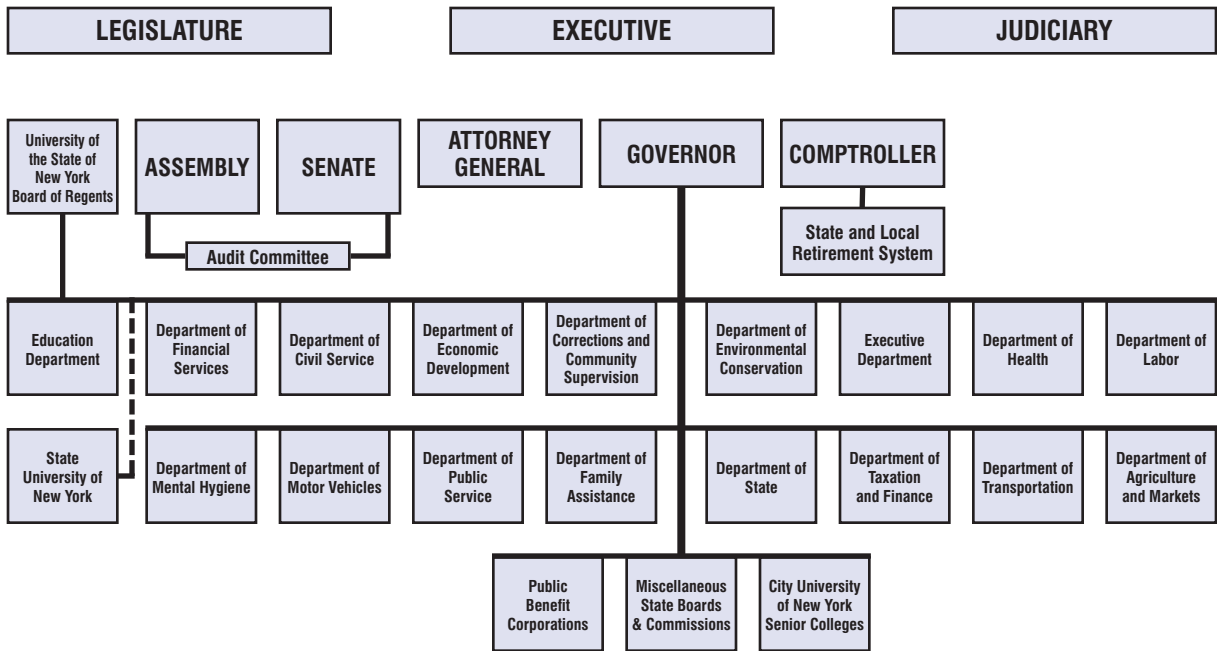 LEGISLATURE
EXECUTIVE
JUDICIARY
University of
the State of
New York
Board of Regents
ASSEMBLY
SENATE
ATTORNEY
GENERAL
GOVERNOR
COMPTROLLER
Audit Committee
State and Local
Retirement System
Education
Department
Department of
Financial
Services
Department of
Civil Service
Department of
Economic
Development
Department of
Corrections and
Community
Supervision
Department of
Environmental
Conservation
Executive
Department
Department of
Health
Department of
Labor
State
University of
New York
Department of
Mental Hygiene
Department of
Motor Vehicles
Department of
Public
Service
Department of
Family
Assistance
Department of
State
Department of
Taxation
and Finance
Department of
Transportation
Department of
Agriculture
and Markets
Public
Benefit
Corporations
Miscellaneous
State Boards
& Commissions
City University
of New York
Senior Colleges